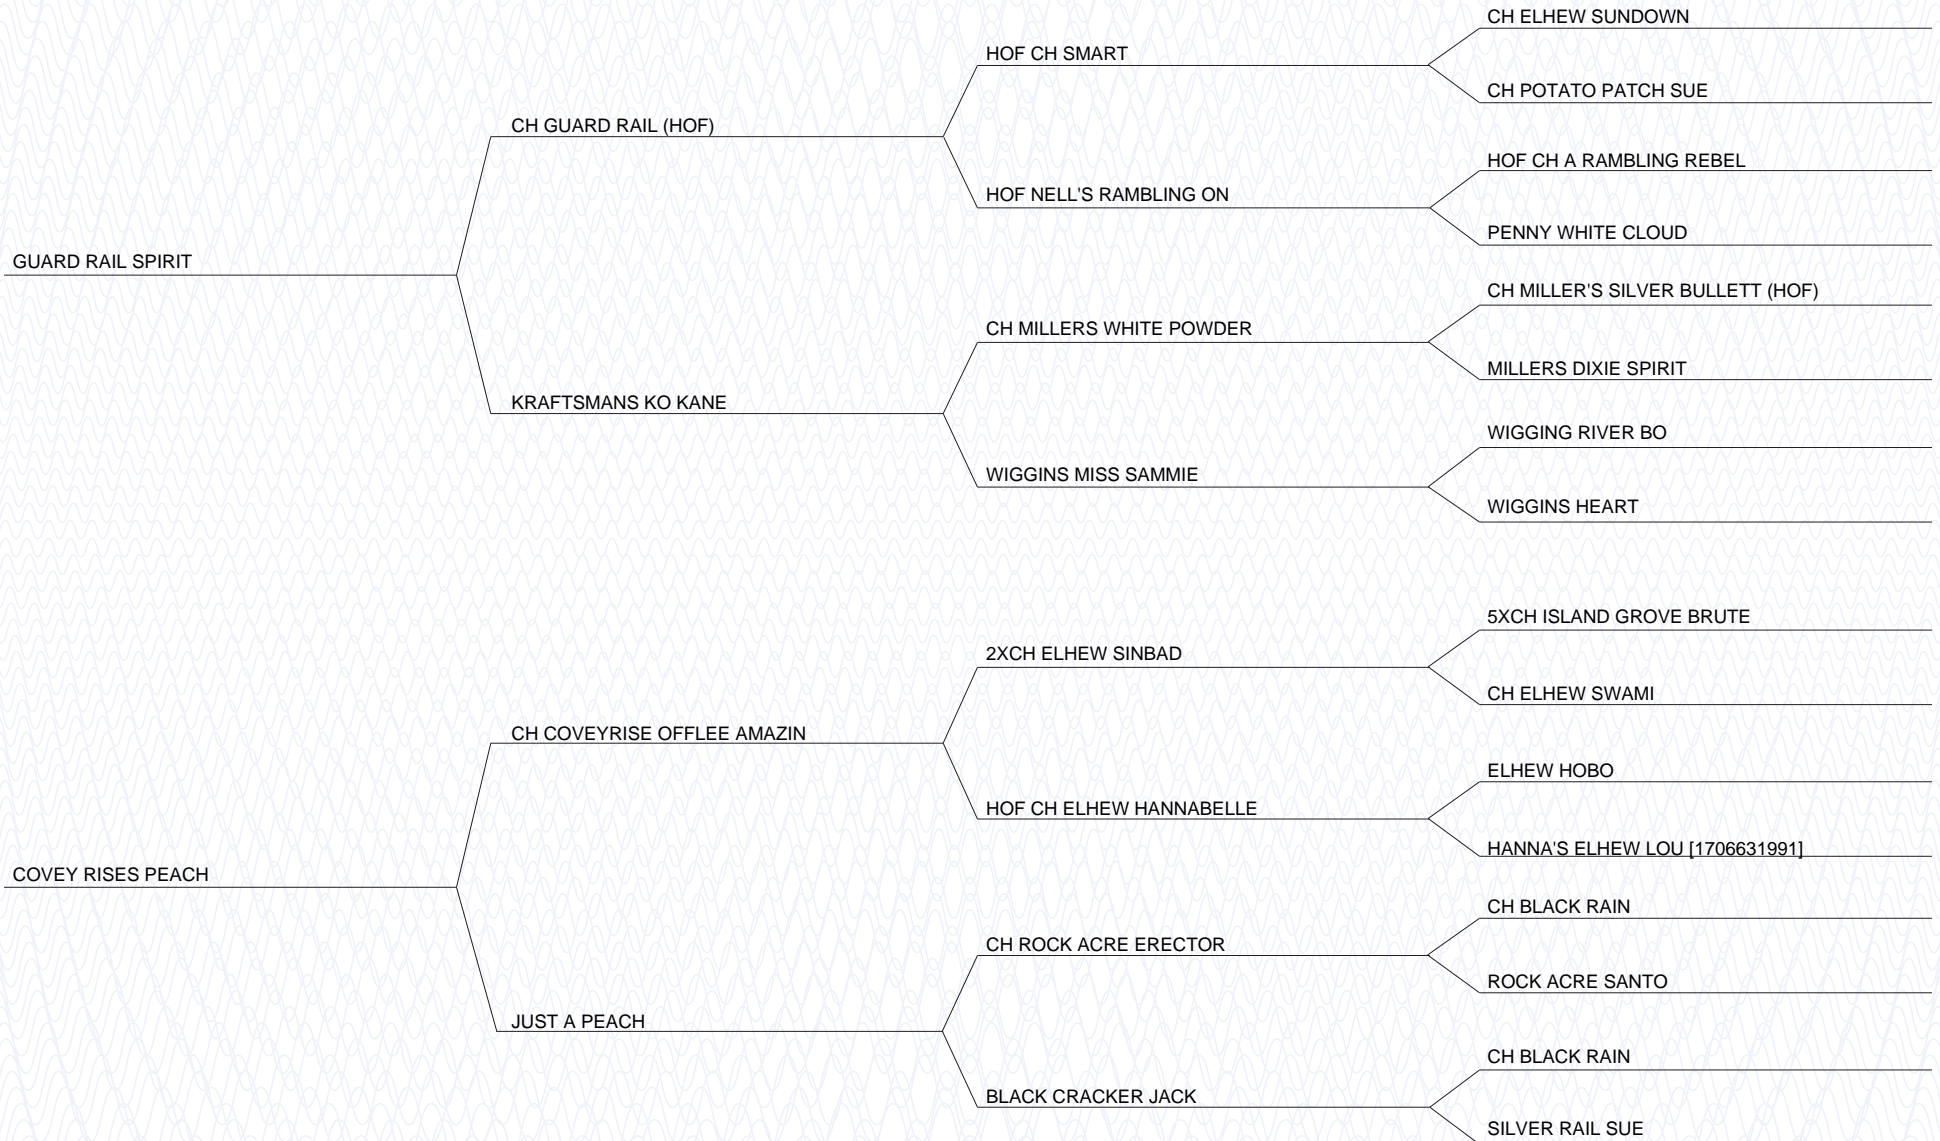 CH ELHEW SUNDOWN
HOF CH SMART
CH POTATO PATCH SUE
CH GUARD RAIL (HOF)
HOF CH A RAMBLING REBEL
HOF NELL'S RAMBLING ON
PENNY WHITE CLOUD
GUARD RAIL SPIRIT
CH MILLER'S SILVER BULLETT (HOF)
CH MILLERS WHITE POWDER
MILLERS DIXIE SPIRIT
KRAFTSMANS KO KANE
WIGGING RIVER BO
WIGGINS MISS SAMMIE
WIGGINS HEART
5XCH ISLAND GROVE BRUTE
2XCH ELHEW SINBAD
CH ELHEW SWAMI
CH COVEYRISE OFFLEE AMAZIN
ELHEW HOBO
HOF CH ELHEW HANNABELLE
HANNA'S ELHEW LOU [1706631991]
COVEY RISES PEACH
CH BLACK RAIN
CH ROCK ACRE ERECTOR
ROCK ACRE SANTO
JUST A PEACH
CH BLACK RAIN
BLACK CRACKER JACK
SILVER RAIL SUE